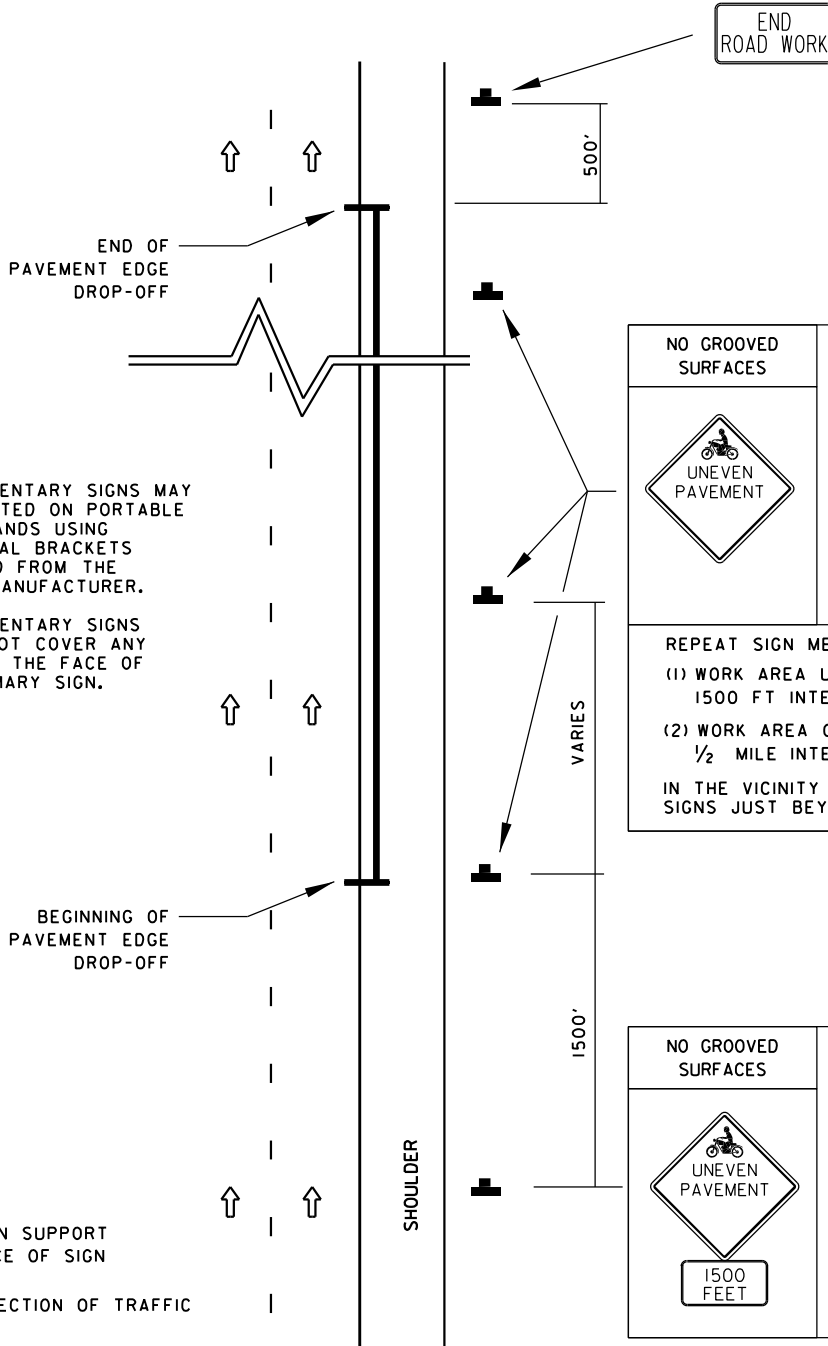 END
ROAD WORK
500'
END OF
PAVEMENT EDGE
DROP-OFF
NO GROOVED
SURFACES
UNEVEN
PAVEMENT
ENTARY SIGNS MAY
TED ON PORTABLE
ANDS USING
AL BRACKETS
FROM THE
ANUFACTURER.
ENTARY SIGNS
OT COVER ANY
THE FACE OF
MARY SIGN.
REPEAT SIGN ME
(1) WORK AREA U
1500 FT INTE
(2) WORK AREA
1/2 MILE INTE
IN THE VICINITY
SIGNS JUST BEY
VARIES
BEGINNING OF
PAVEMENT EDGE
DROP-OFF
1500'
NO GROOVED
SURFACES
UNEVEN
PAVEMENT
1500
FEET
SHOULDER
N SUPPORT
CE OF SIGN
ECTION OF TRAFFIC